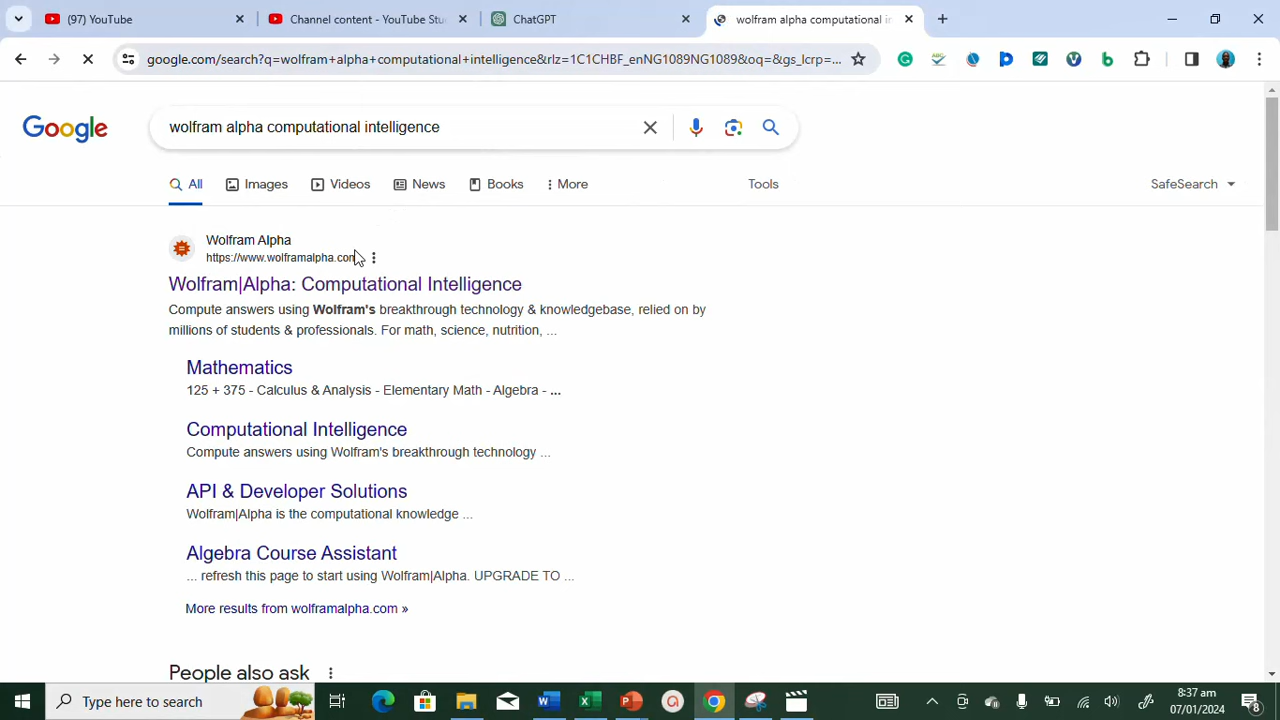 (97) YouTube
Channel content - YouTube Stu
ChatGPT
wolfram alpha computational in
google.com/search?q=wolfram+alpha+computational+intelligence&rlz=1C1CHBF_enNG1089NG1089&oq=&gs_lcrp=...
Google
wolfram alpha computational intelligence
All
Images
Videos
News
Books
More
Tools
SafeSearch
Wolfram Alpha
https://www.wolframalpha.com
Wolfram|Alpha: Computational Intelligence
Compute answers using Wolfram's breakthrough technology & knowledgebase, relied on by
millions of students & professionals. For math, science, nutrition, ...
Mathematics
125 + 375 - Calculus & Analysis - Elementary Math - Algebra - ...
Computational Intelligence
Compute answers using Wolfram's breakthrough technology ...
API & Developer Solutions
Wolfram|Alpha is the computational knowledge ...
Algebra Course Assistant
... refresh this page to start using Wolfram|Alpha. UPGRADE TO ...
More results from wolframalpha.com »
People also ask
Type here to search
8:37 am
07/01/2024
8